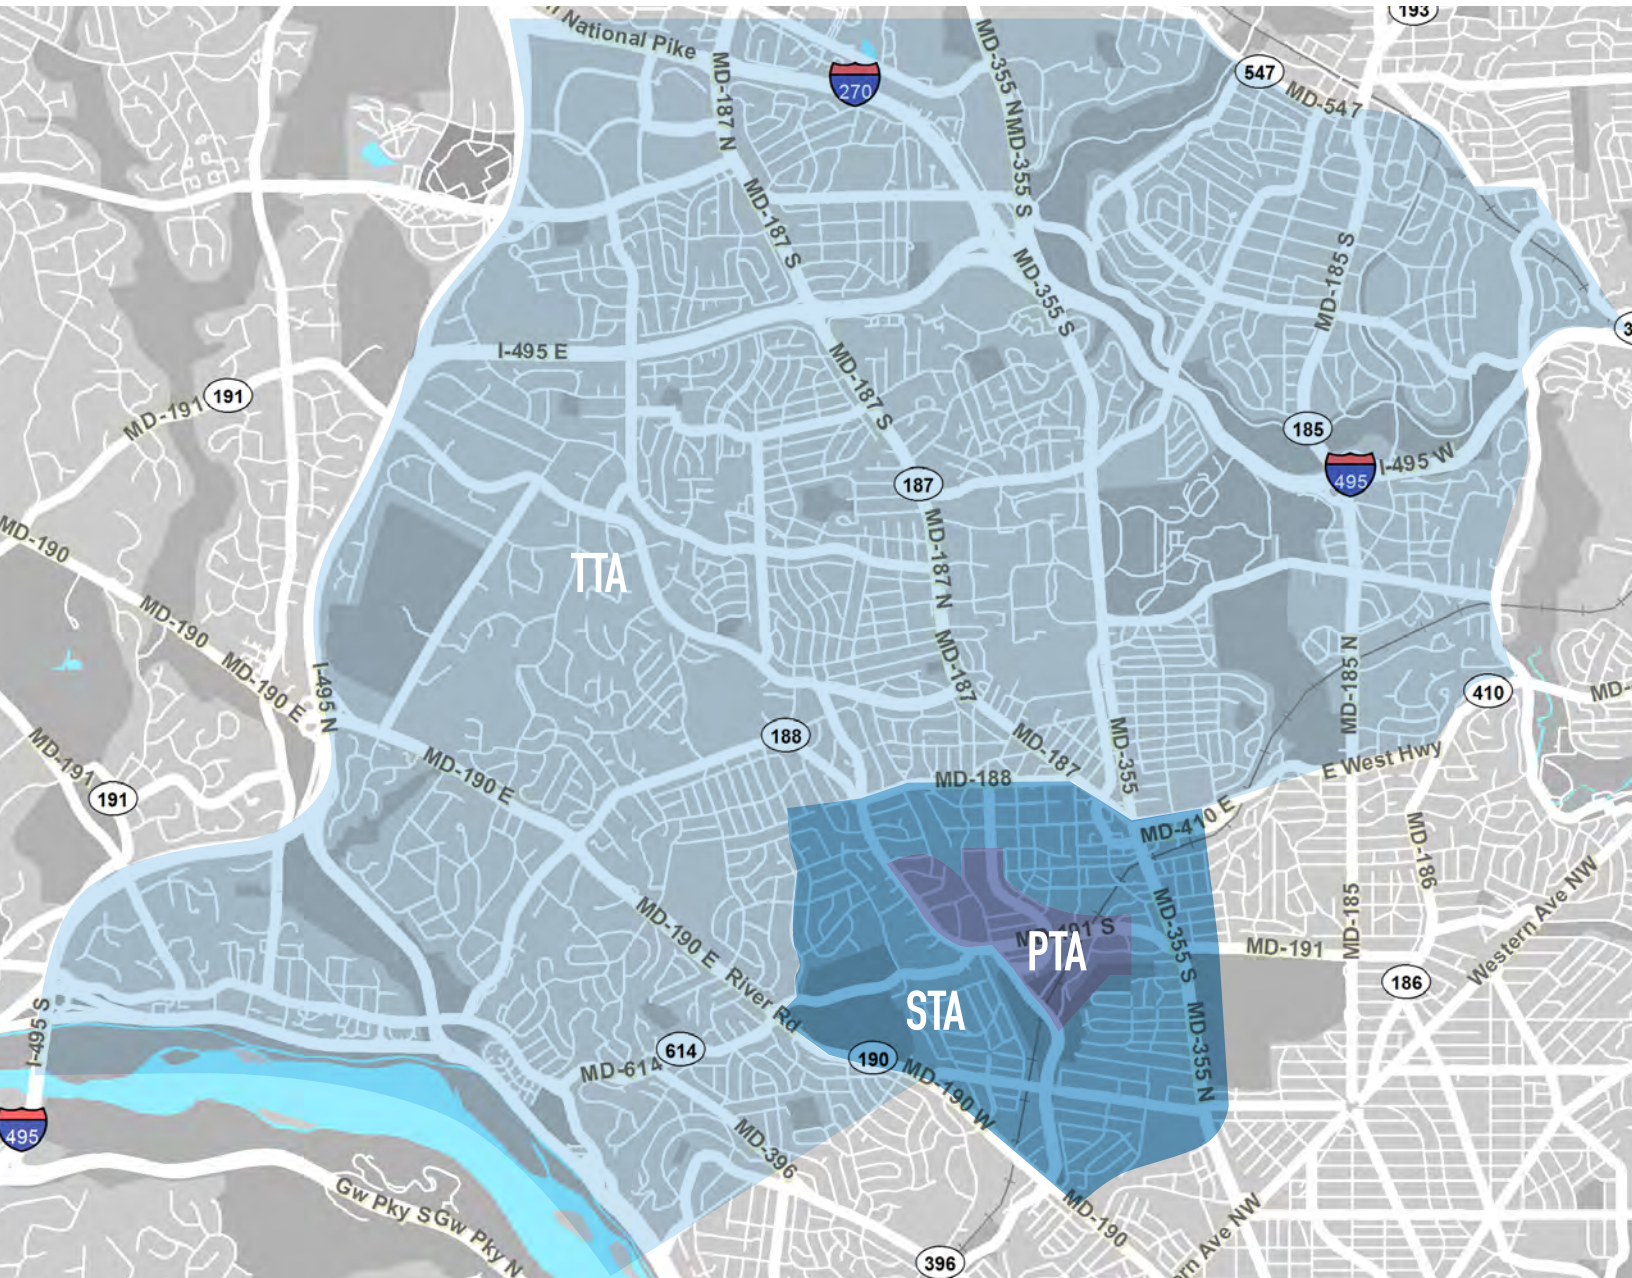 193
National Pike
MD-187 N
270
MD-355 N
MD-355 S
547
MD-547
MD-187 S
MD-355 S
MD-185 S
I-495 E
MD-187 S
191
MD-191
185
I-495 W
495
187
MD-190
MD-187 N
TTA
MD-190
MD-190 E
I-495 N
MD-187
MD-185 N
410
MD-
188
MD-187
MD-355
MD-191
191
MD-190 E
MD-188
E West Hwy
MD-410 E
MD-186
MD-190 E
River Rd
MD-191 S
PTA
MD-355 S
MD-191
MD-185
Western Ave NW
186
STA
I-495 S
614
MD-614
190
MD-190 W
MD-355 N
495
MD-396
Gw Pky S
Gw Pky N
MD-190
Ave NW
396